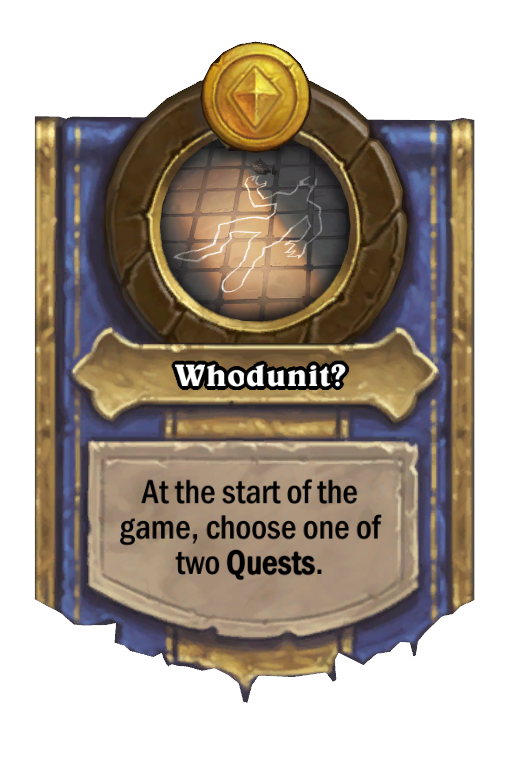 Whodunit?
At the start of the
game, choose one of
two Quests.